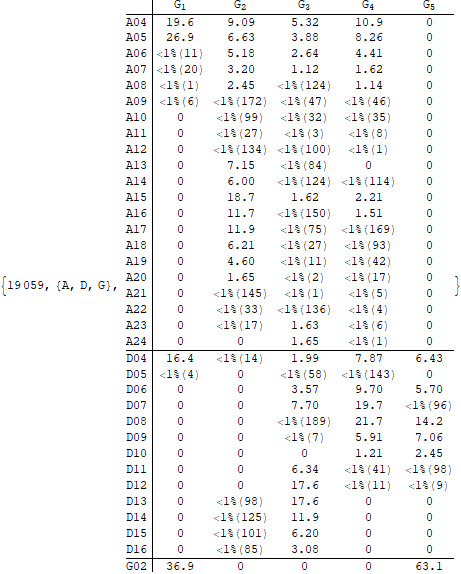 G1 G2 G3 G4 G5
A04 19.6 9.09 5.32 10.9 0
A05 26.9 6.63 3.88 8.26 0
A06 <1%(11) 5.18 2.64 4.41 0
A07 <1%(20) 3.20 1.12 1.62 0
A08 <1%(1) 2.45 <1%(124) 1.14 0
A09 <1%(6) <1%(172) <1%(47) <1%(46) 0
A10 0 <1%(99) <1%(32) <1%(35) 0
A11 0 <1%(27) <1%(3) <1%(8) 0
A12 0 <1%(134) <1%(100) <1%(1) 0
A13 0 7.15 <1%(84) 0 0
A14 0 6.00 <1%(124) <1%(114) 0
A15 0 18.7 1.62 2.21 0
A16 0 11.7 <1%(150) 1.51 0
A17 0 11.9 <1%(75) <1%(169) 0
A18 0 6.21 <1%(27) <1%(93) 0
A19 0 4.60 <1%(11) <1%(42) 0
A20 0 1.65 <1%(2) <1%(17) 0
{19059, {A, D, G}, A21 0 <1%(145) <1%(1) <1%(5) 0 }
A22 0 <1%(33) <1%(136) <1%(4) 0
A23 0 <1%(17) 1.63 <1%(6) 0
A24 0 0 1.65 <1%(1) 0
D04 16.4 <1%(14) 1.99 7.87 6.43
D05 <1%(4) 0 <1%(58) <1%(143) 0
D06 0 0 3.57 9.70 5.70
D07 0 0 7.70 19.7 <1%(96)
D08 0 0 <1%(189) 21.7 14.2
D09 0 0 <1%(7) 5.91 7.06
D10 0 0 0 1.21 2.45
D11 0 0 6.34 <1%(41) <1%(98)
D12 0 0 17.6 <1%(11) <1%(9)
D13 0 <1%(98) 17.6 0 0
D14 0 <1%(125) 11.9 0 0
D15 0 <1%(101) 6.20 0 0
D16 0 <1%(85) 3.08 0 0
G02 36.9 0 0 0 63.1